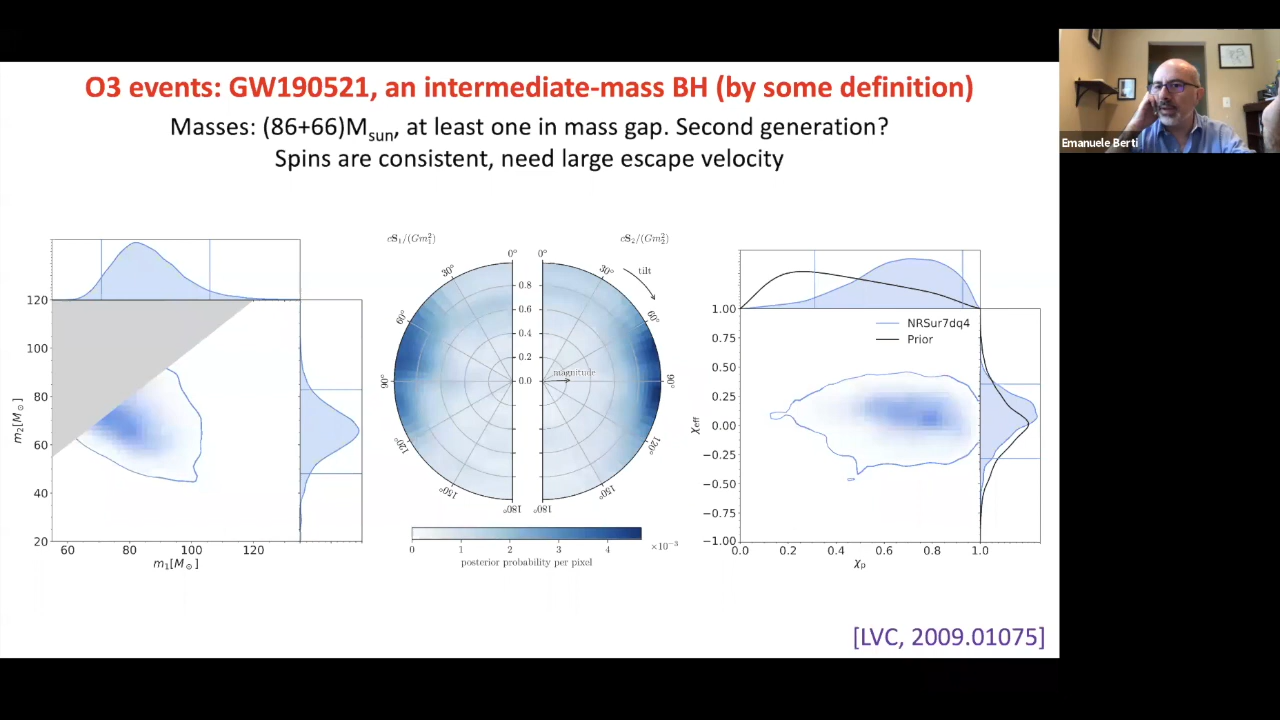 O3 events: GW190521, an intermediate-mass BH (by some definition)
Masses: (86+66)Msun, at least one in mass gap. Second generation?
Spins are consistent, need large escape velocity
Emanuele Berti
120
100
80
60
40
20
m2[M⊙]
60 80 100 120
m1[M⊙]
cS1/(Gm1²)
cS2/(Gm2²)
0° 0°
30° 30°
tilt
60° 60°
90° 90°
120° 120°
150° 150°
180° 180°
0.8
0.6
0.4
0.2
0.0
magnitude
0 1 2 3 4
×10⁻³
posterior probability per pixel
NRSur7dq4
Prior
1.00
0.75
0.50
0.25
0.00
−0.25
−0.50
−0.75
−1.00
χeff
0.0 0.2 0.4 0.6 0.8 1.0
χp
[LVC, 2009.01075]